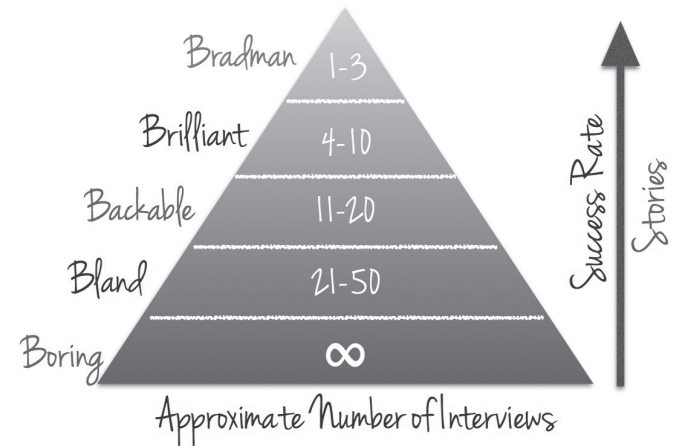 Bradman
1-3
Brilliant
4-10
Backable
11-20
Bland
21-50
Boring
∞
Approximate Number of Interviews
Success Rate
Stories